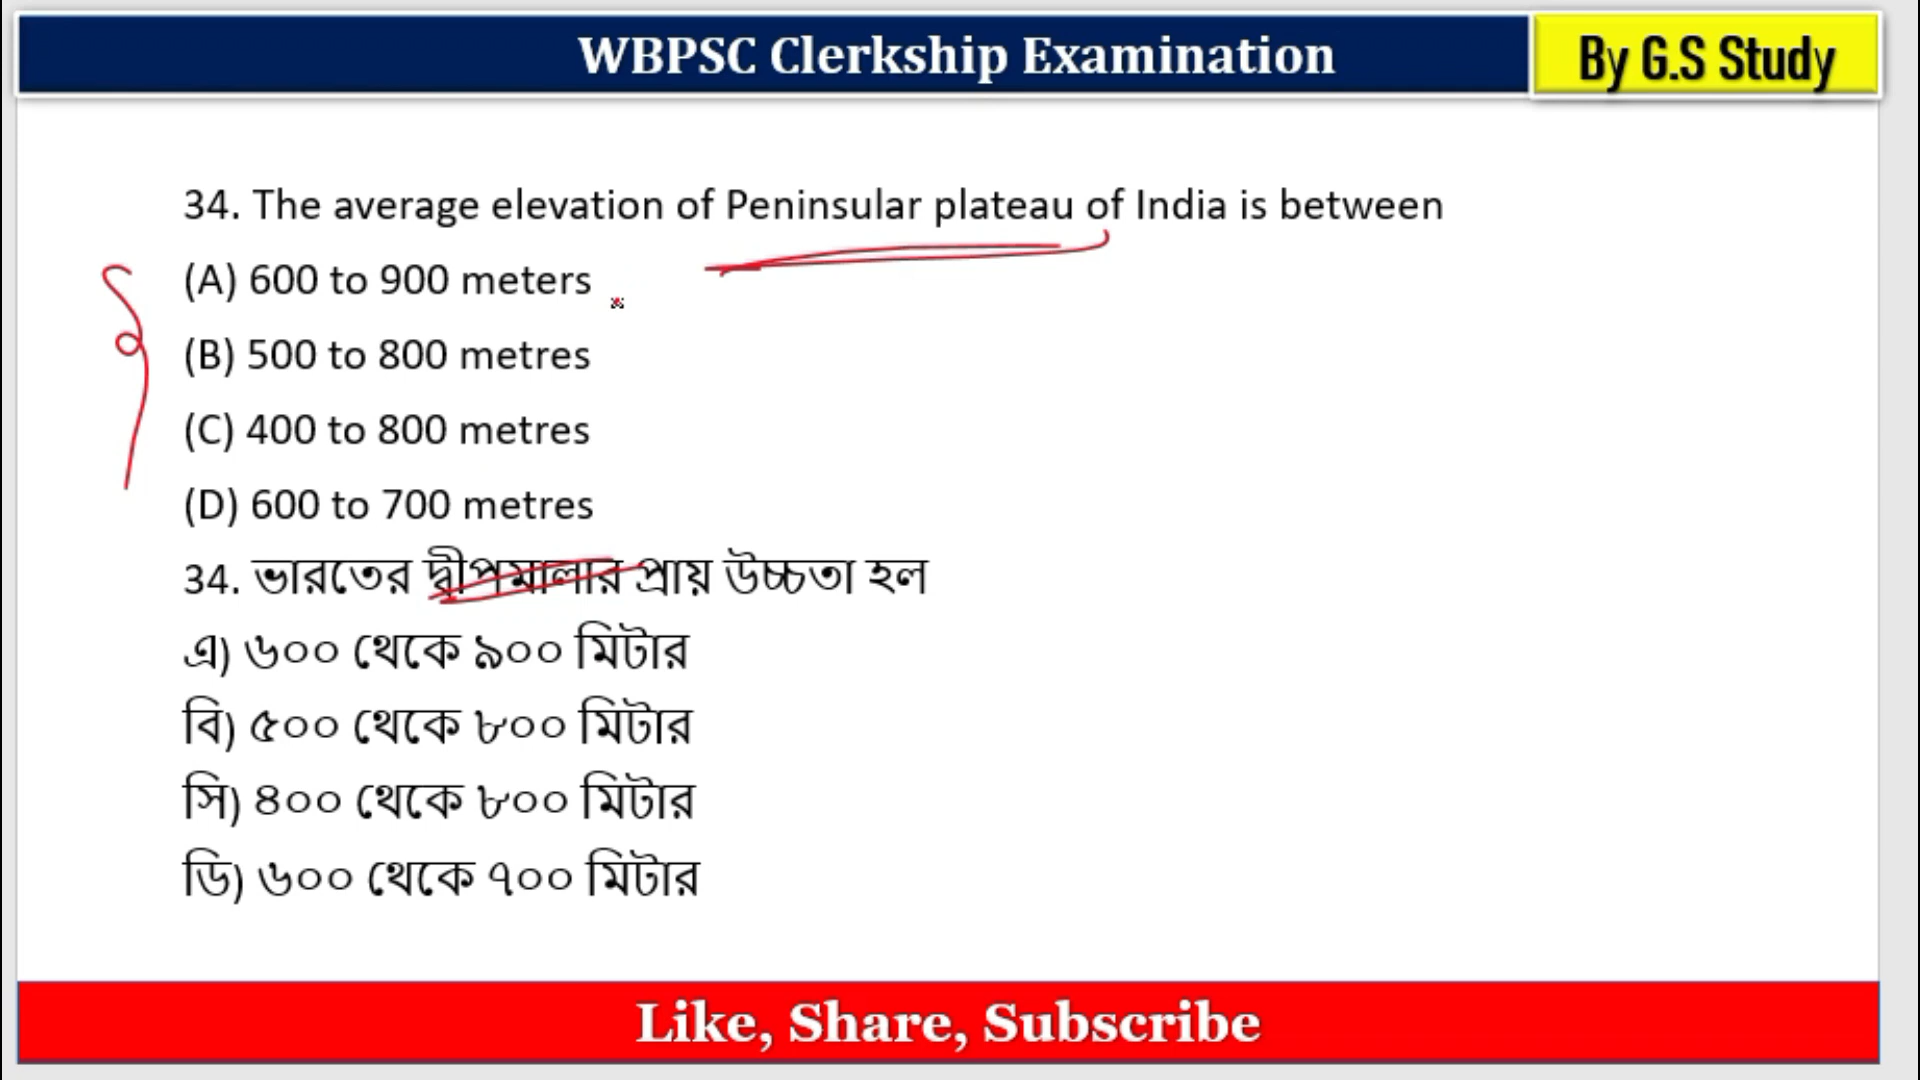 WBPSC Clerkship Examination
By G.S Study
34. The average elevation of Peninsular plateau of India is between
(A) 600 to 900 meters
(B) 500 to 800 metres
(C) 400 to 800 metres
(D) 600 to 700 metres
34. ভারতের দ্বীপমালার প্রায় উচ্চতা হল
এ) ৬০০ থেকে ৯০০ মিটার
বি) ৫০০ থেকে ৮০০ মিটার
সি) ৪০০ থেকে ৮০০ মিটার
ডি) ৬০০ থেকে ৭০০ মিটার
Like, Share, Subscribe